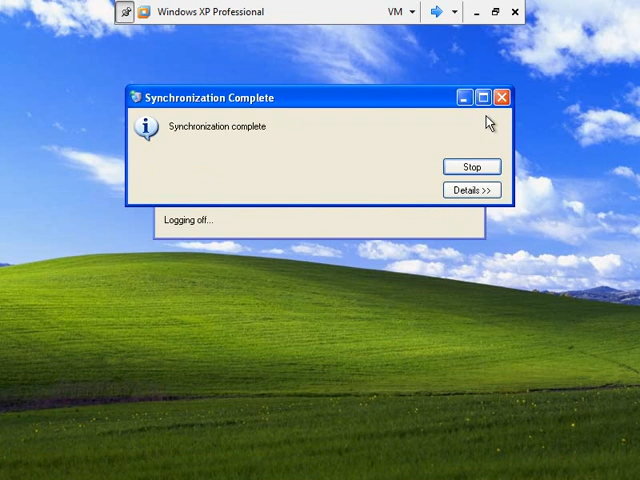 Windows XP Professional
VM
Synchronization Complete
Synchronization complete
Stop
Details >>
Logging off...